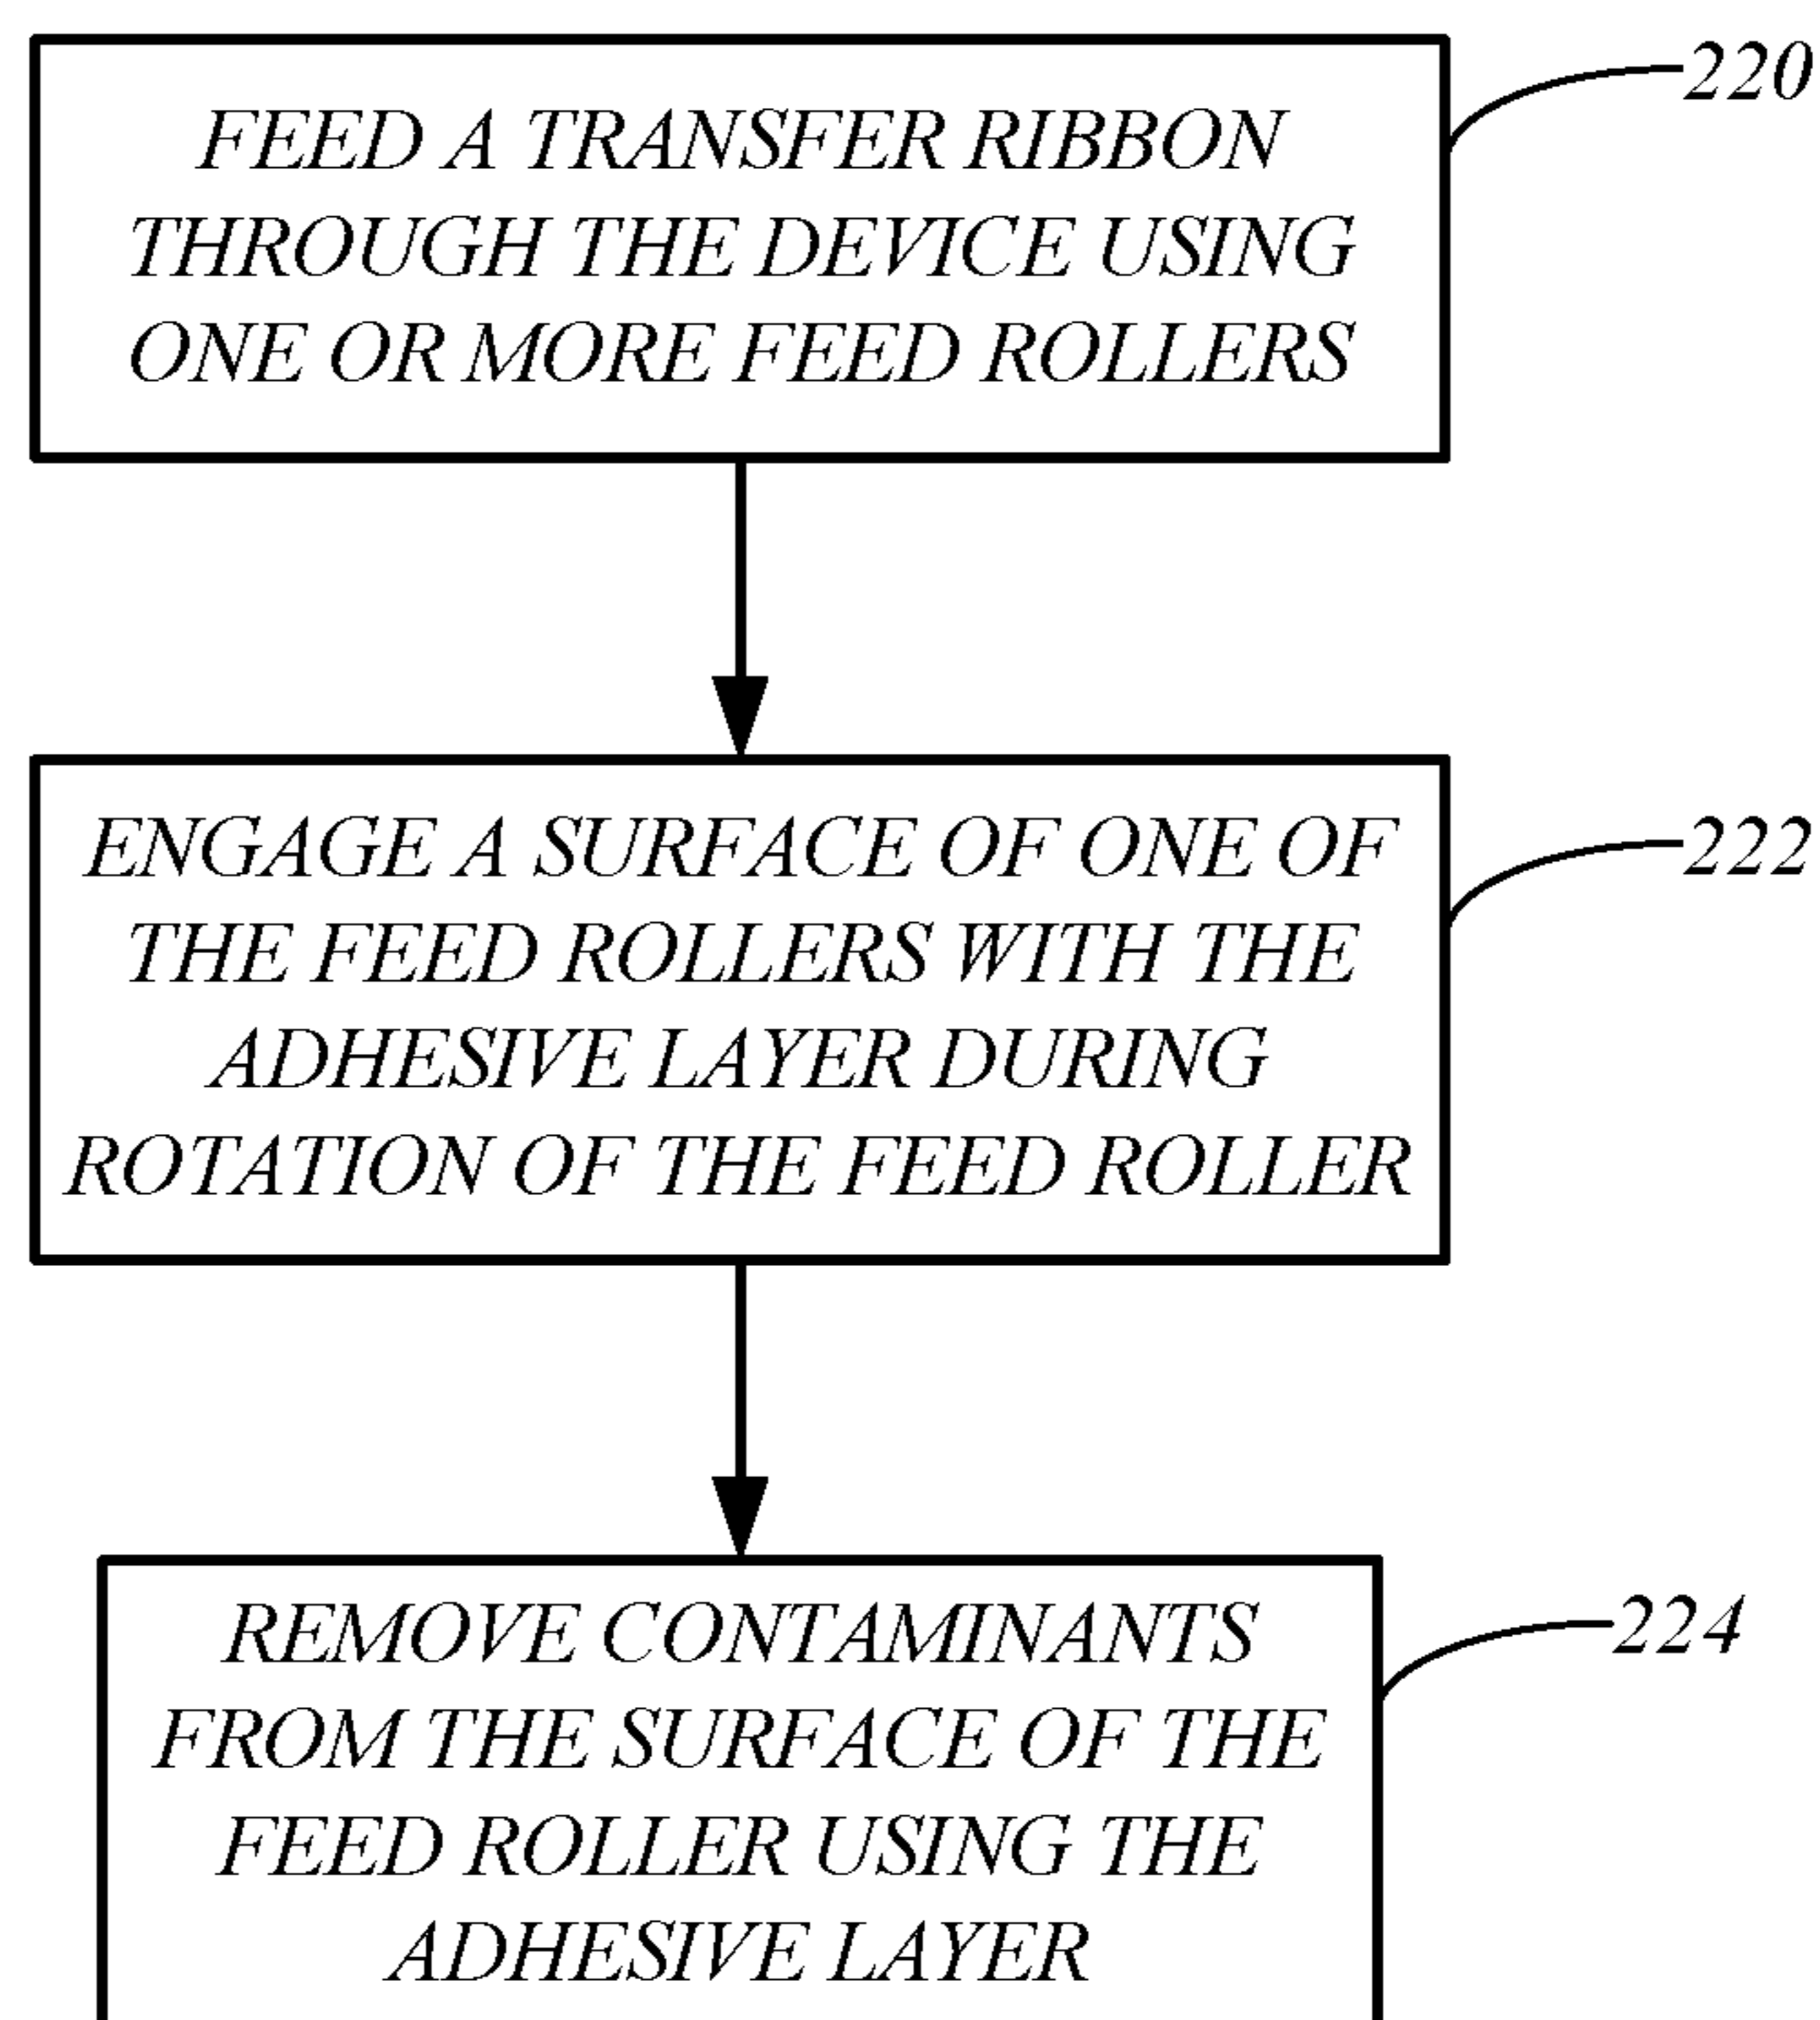 FEED A TRANSFER RIBBON
THROUGH THE DEVICE USING
ONE OR MORE FEED ROLLERS
220
ENGAGE A SURFACE OF ONE OF
THE FEED ROLLERS WITH THE
ADHESIVE LAYER DURING
ROTATION OF THE FEED ROLLER
222
REMOVE CONTAMINANTS
FROM THE SURFACE OF THE
FEED ROLLER USING THE
ADHESIVE LAYER
224